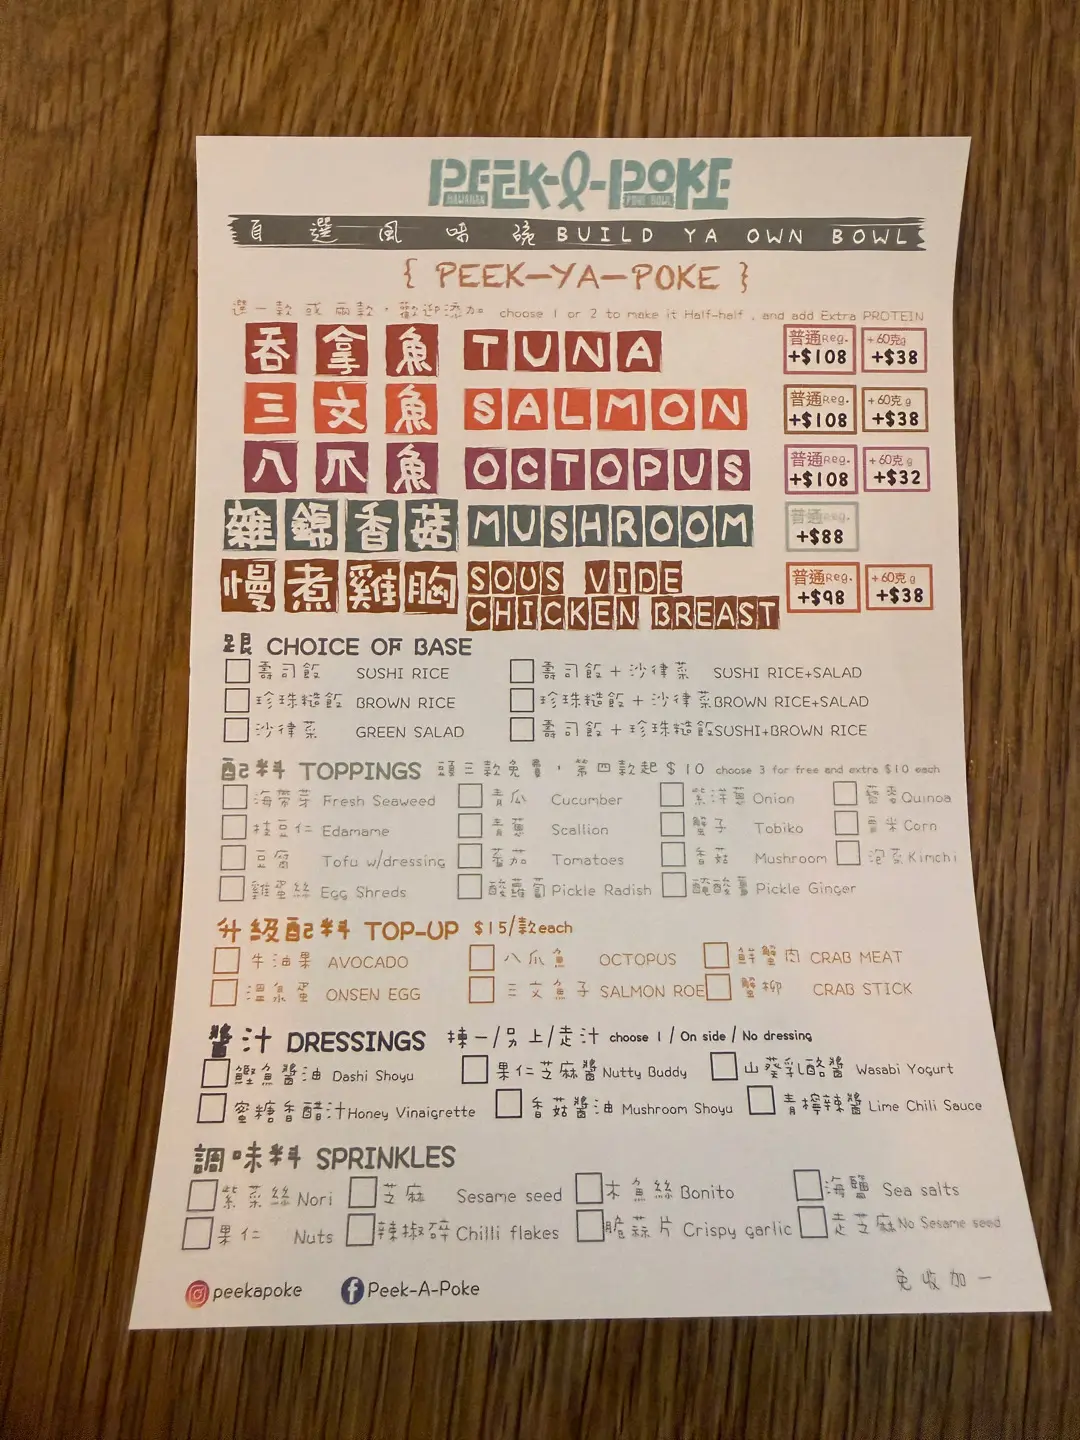 PEEK-A-POKE
HAWAIIAN POKE BOWL
自選風味碗 BUILD YA OWN BOWL
{ PEEK-YA-POKE }
選一款或兩款，歡迎添加 choose 1 or 2 to make it Half-half , and add Extra PROTEIN
吞拿魚 TUNA 普通Reg. +$108 +60克g +$38
三文魚 SALMON 普通Reg. +$108 +60克g +$38
八爪魚 OCTOPUS 普通Reg. +$108 +60克g +$32
雜錦香菇 MUSHROOM 普通Reg. +$88
慢煮雞胸 SOUS VIDE CHICKEN BREAST 普通Reg. +$98 +60克g +$38
跟 CHOICE OF BASE
壽司飯 SUSHI RICE 壽司飯+沙律菜 SUSHI RICE+SALAD
珍珠糙飯 BROWN RICE 珍珠糙飯+沙律菜 BROWN RICE+SALAD
沙律菜 GREEN SALAD 壽司飯+珍珠糙飯 SUSHI+BROWN RICE
配料 TOPPINGS 頭三款免費，第四款起 $10 choose 3 for free and extra $10 each
海帶芽 Fresh Seaweed 青瓜 Cucumber 紫洋蔥 Onion 藜麥 Quinoa
枝豆仁 Edamame 青蔥 Scallion 蟹子 Tobiko 粟米 Corn
豆腐 Tofu w/dressing 蕃茄 Tomatoes 香菇 Mushroom 泡菜 Kimchi
雞蛋絲 Egg Shreds 酸蘿蔔 Pickle Radish 醃酸薑 Pickle Ginger
升級配料 TOP-UP $15/款each
牛油果 AVOCADO 八爪魚 OCTOPUS 鮮蟹肉 CRAB MEAT
溫泉蛋 ONSEN EGG 三文魚子 SALMON ROE 蟹柳 CRAB STICK
醬汁 DRESSINGS 揀一/另上/走汁 choose 1 / On side / No dressing
鰹魚醬油 Dashi Shoyu 果仁芝麻醬 Nutty Buddy 山葵乳酪醬 Wasabi Yogurt
蜜糖香醋汁 Honey Vinaigrette 香菇醬油 Mushroom Shoyu 青檸辣醬 Lime Chili Sauce
調味料 SPRINKLES
紫菜絲 Nori 芝麻 Sesame seed 木魚絲 Bonito 海鹽 Sea salts
果仁 Nuts 辣椒碎 Chilli flakes 脆蒜片 Crispy garlic 走芝麻 No Sesame seed
peekapoke Peek-A-Poke
免收加一